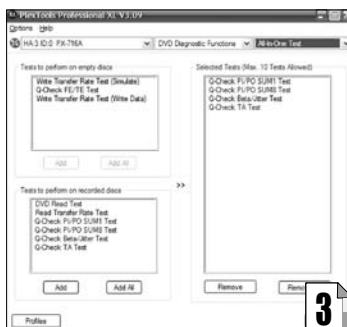 PlexTools Professional XL V3.09
Options Help
HA:3 ID:0 PX-716A
DVD Diagnostic Functions
All-In-One Test
Tests to perform on empty discs
Write Transfer Rate Test (Simulate)
Q-Check FE/TE Test
Write Transfer Rate Test (Write Data)
Add
Add All
Tests to perform on recorded discs
DVD Read Test
Read Transfer Rate Test
Q-Check PI/PO SUM1 Test
Q-Check PI/PO SUM8 Test
Q-Check Beta/Jitter Test
Q-Check TA Test
Add
Add All
>>
Selected Tests (Max. 10 Tests Allowed)
Q-Check PI/PO SUM1 Test
Q-Check PI/PO SUM8 Test
Q-Check Beta/Jitter Test
Q-Check TA Test
Remove
Profiles
3